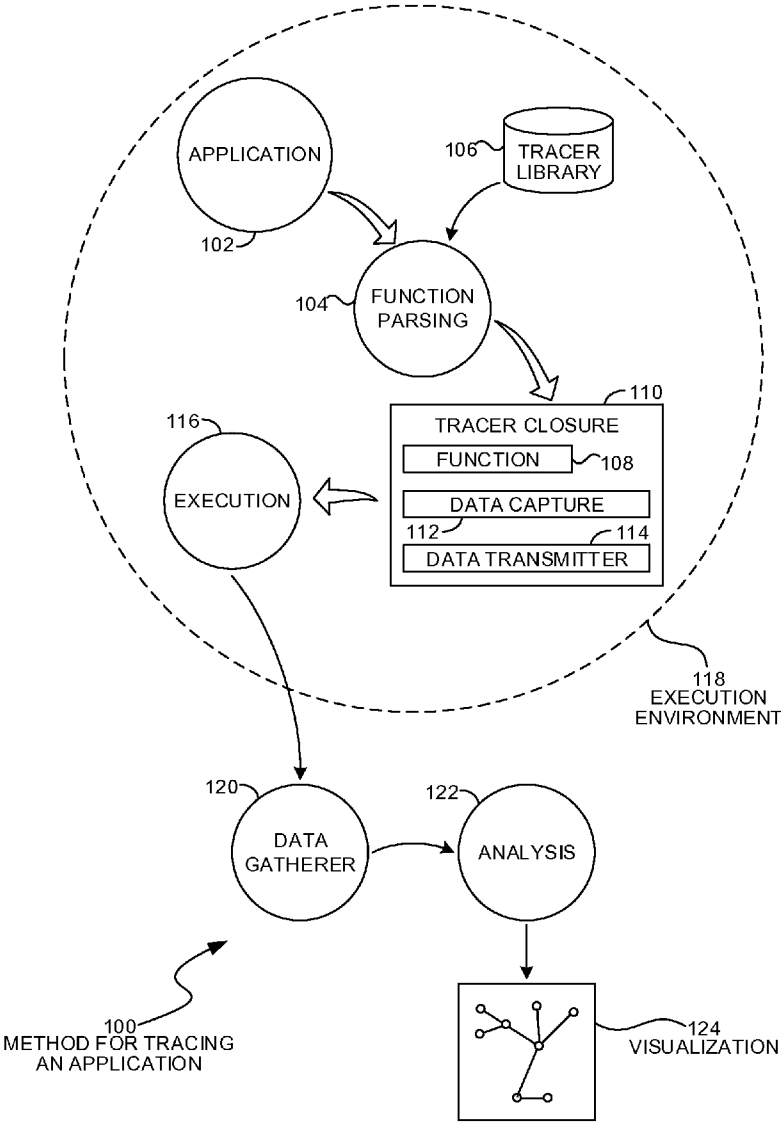 APPLICATION
102
106
TRACER
LIBRARY
104
FUNCTION
PARSING
110
TRACER CLOSURE
FUNCTION
108
DATA CAPTURE
112
114
DATA TRANSMITTER
116
EXECUTION
118
EXECUTION
ENVIRONMENT
120
DATA
GATHERER
122
ANALYSIS
100
METHOD FOR TRACING
AN APPLICATION
124
VISUALIZATION